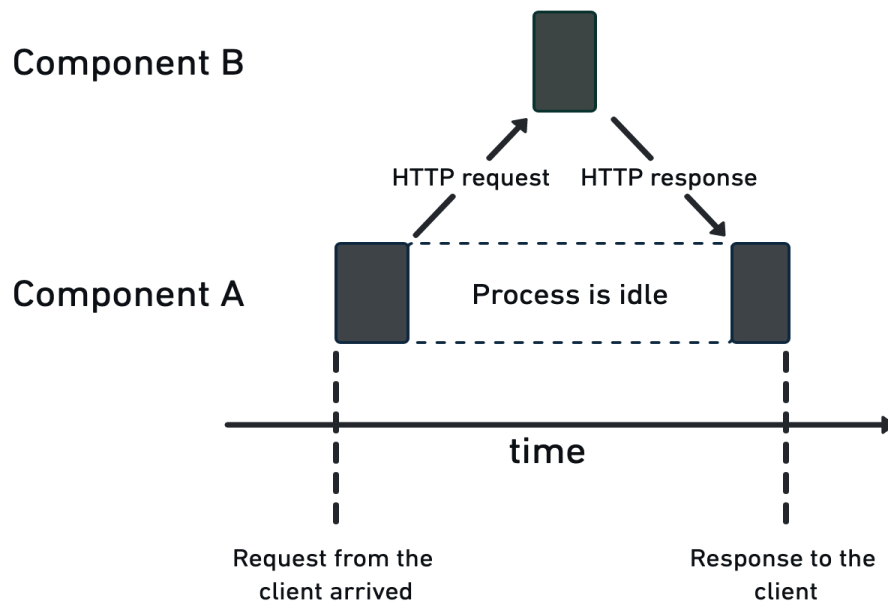 Component B
HTTP request
HTTP response
Component A
Process is idle
time
Request from the
client arrived
Response to the
client